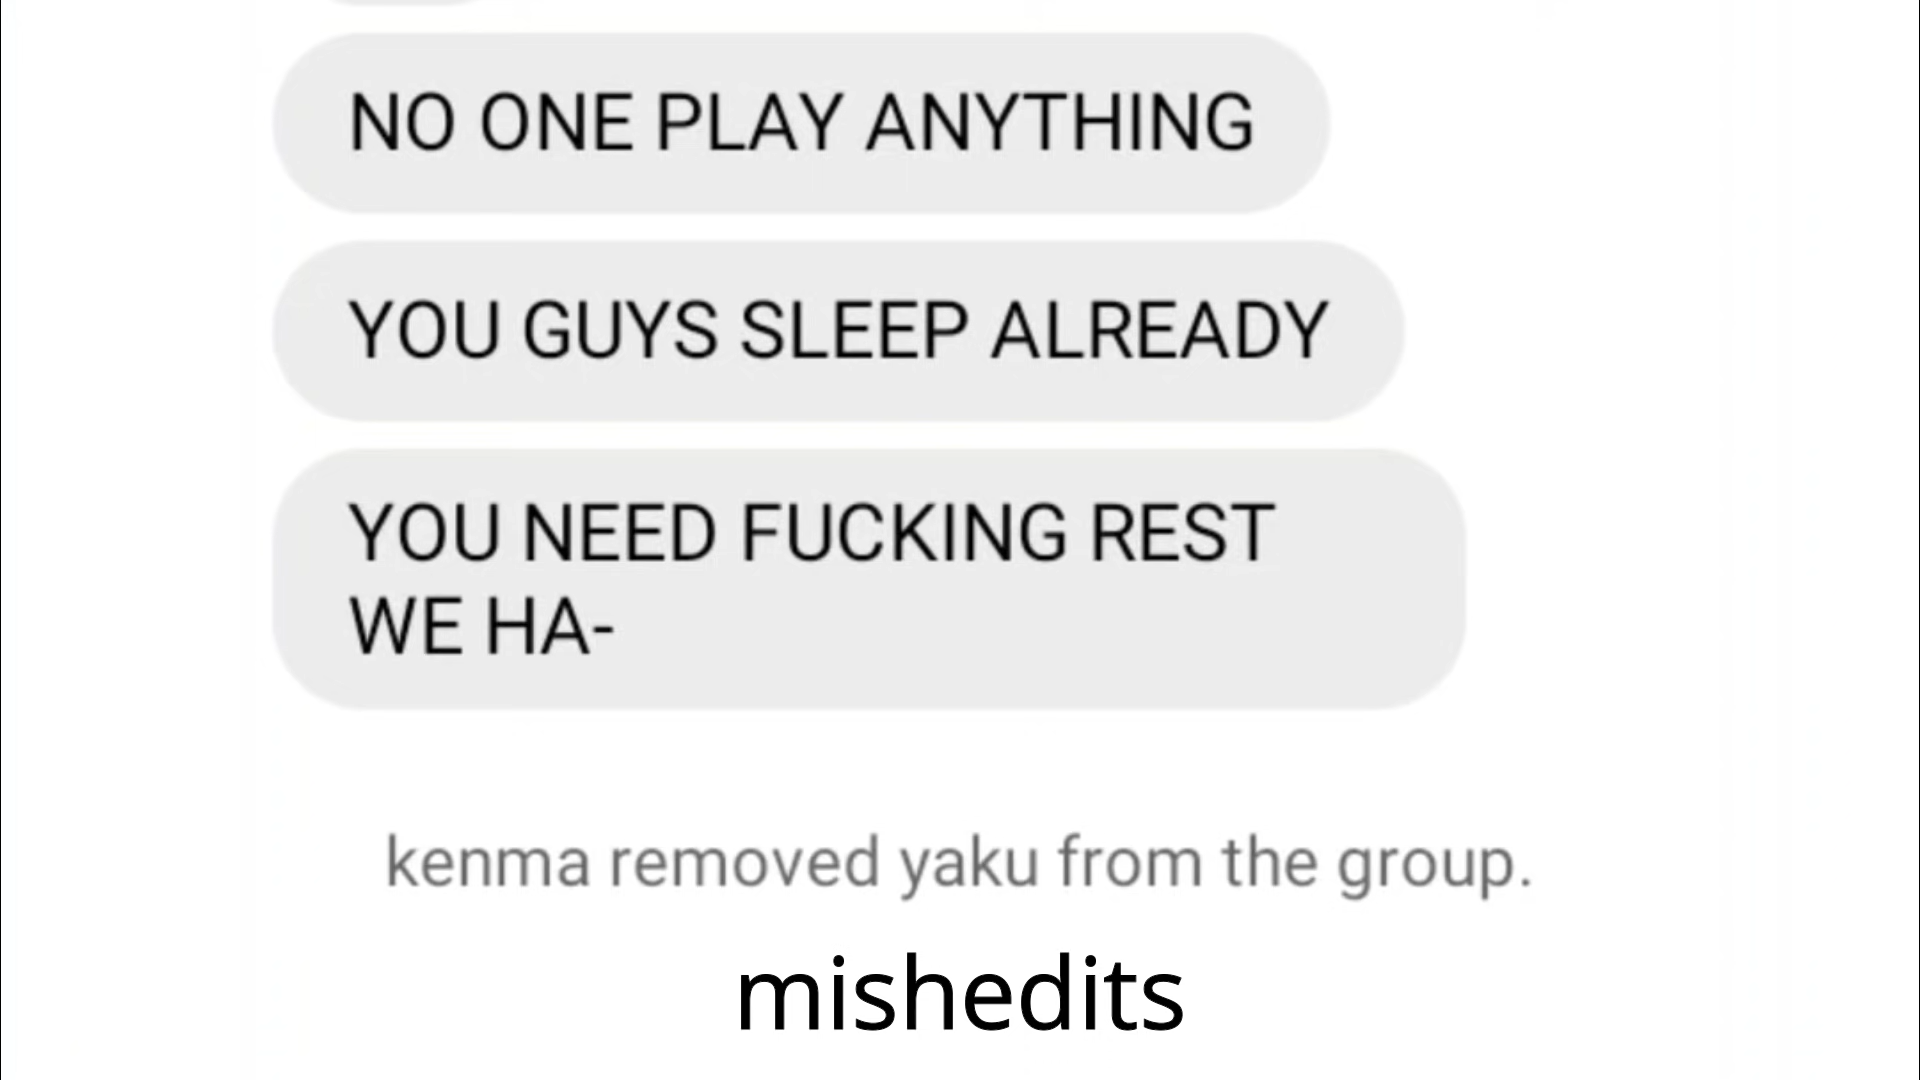 NO ONE PLAY ANYTHING
YOU GUYS SLEEP ALREADY
YOU NEED FUCKING REST
WE HA-
kenma removed yaku from the group.
mishedits